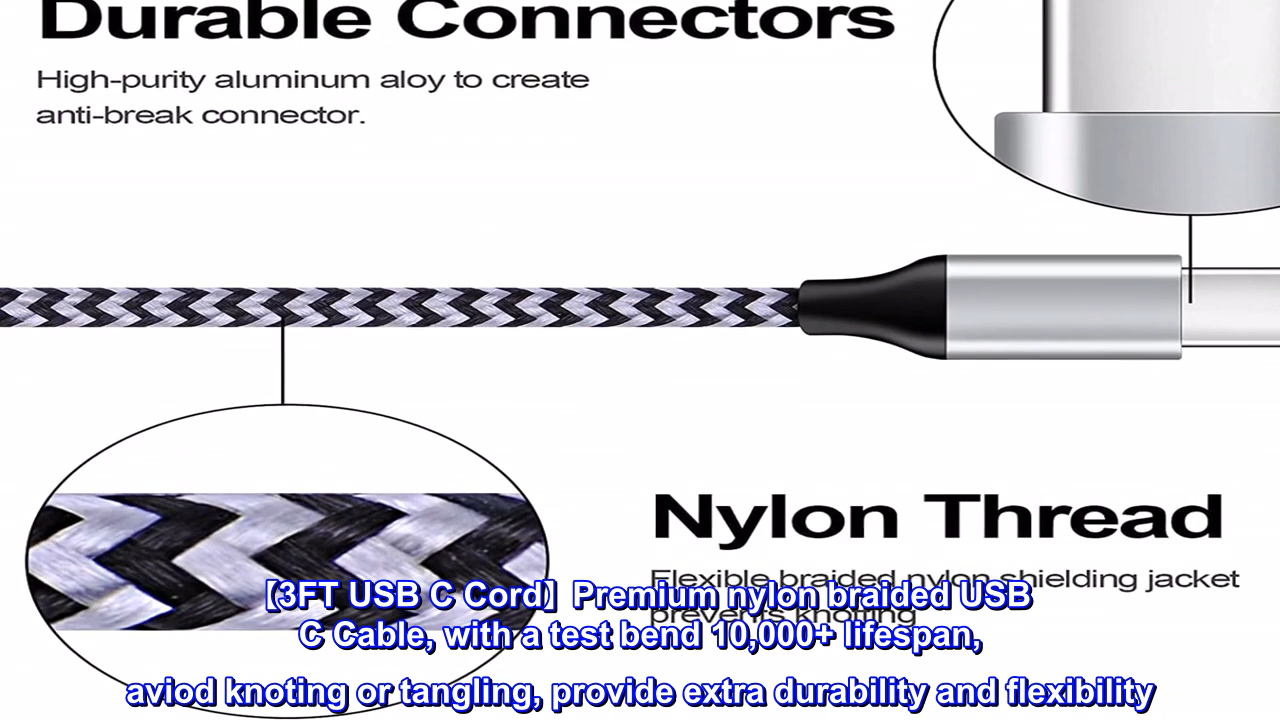 Durable Connectors
High-purity aluminum aloy to create
anti-break connector.
Nylon Thread
Flexible braided nylon shielding jacket
prevents knotting
【3FT USB C Cord】Premium nylon braided USB
C Cable, with a test bend 10,000+ lifespan,
aviod knoting or tangling, provide extra durability and flexibility